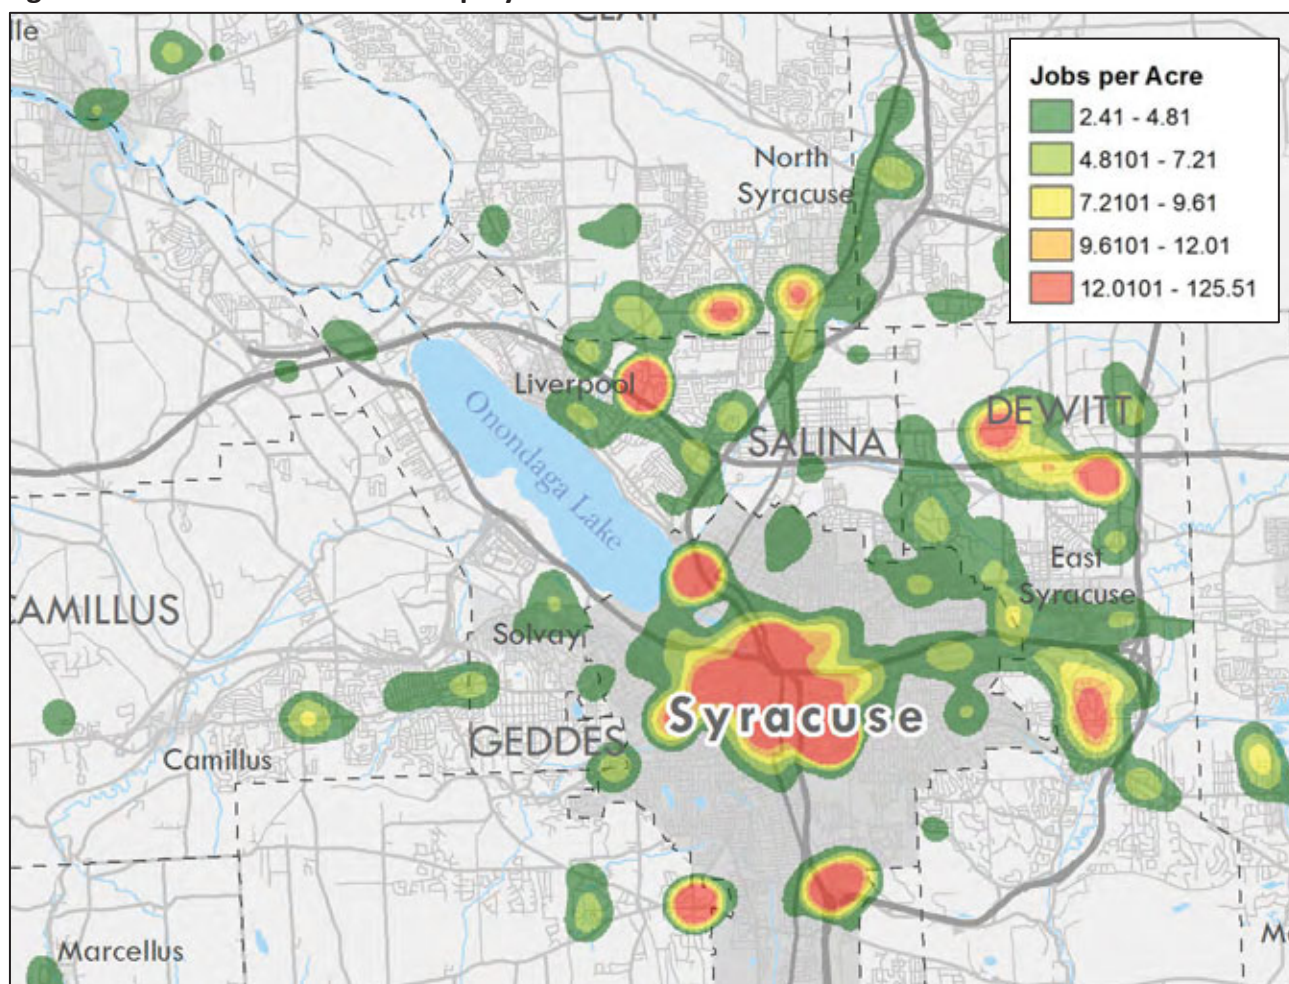 CLAY
lle
Jobs per Acre
2.41 - 4.81
4.8101 - 7.21
7.2101 - 9.61
9.6101 - 12.01
12.0101 - 125.51
North
Syracuse
Liverpool
DEWITT
Onondaga Lake
SALINA
East
Syracuse
CAMILLUS
Solvay
Syracuse
GEDDES
Camillus
Marcellus